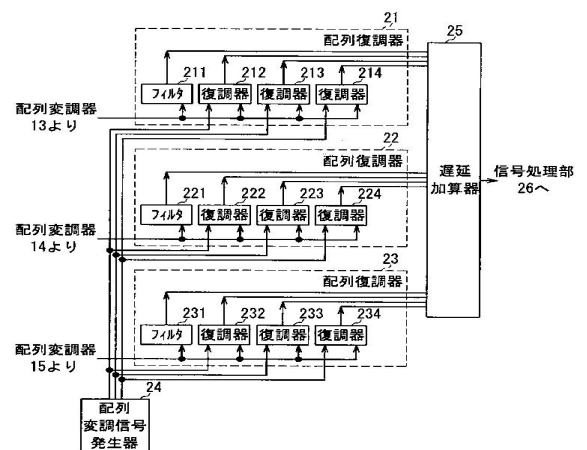 21
配列復調器
25
211
212
213
214
フィルタ
復調器
復調器
復調器
配列変調器
13より
22
配列復調器
遅延
加算器
信号処理部
26へ
221
222
223
224
フィルタ
復調器
復調器
復調器
配列変調器
14より
23
配列復調器
231
232
233
234
フィルタ
復調器
復調器
復調器
配列変調器
15より
24
配列
変調信号
発生器